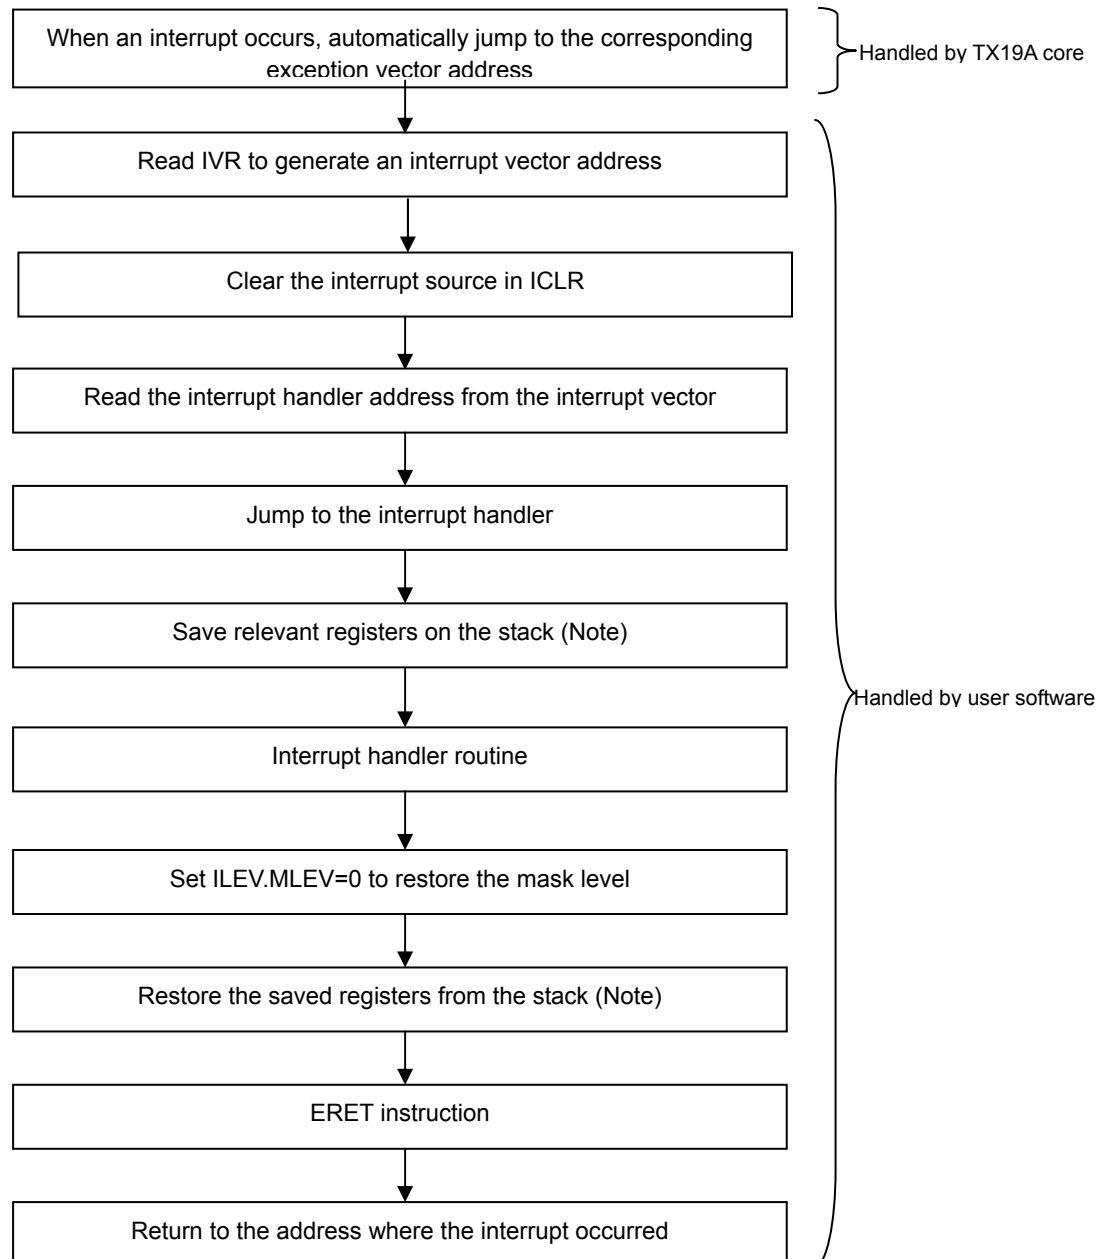 When an interrupt occurs, automatically jump to the corresponding
exception vector address
Handled by TX19A core
Read IVR to generate an interrupt vector address
Clear the interrupt source in ICLR
Read the interrupt handler address from the interrupt vector
Jump to the interrupt handler
Save relevant registers on the stack (Note)
Handled by user software
Interrupt handler routine
Set ILEV.MLEV=0 to restore the mask level
Restore the saved registers from the stack (Note)
ERET instruction
Return to the address where the interrupt occurred